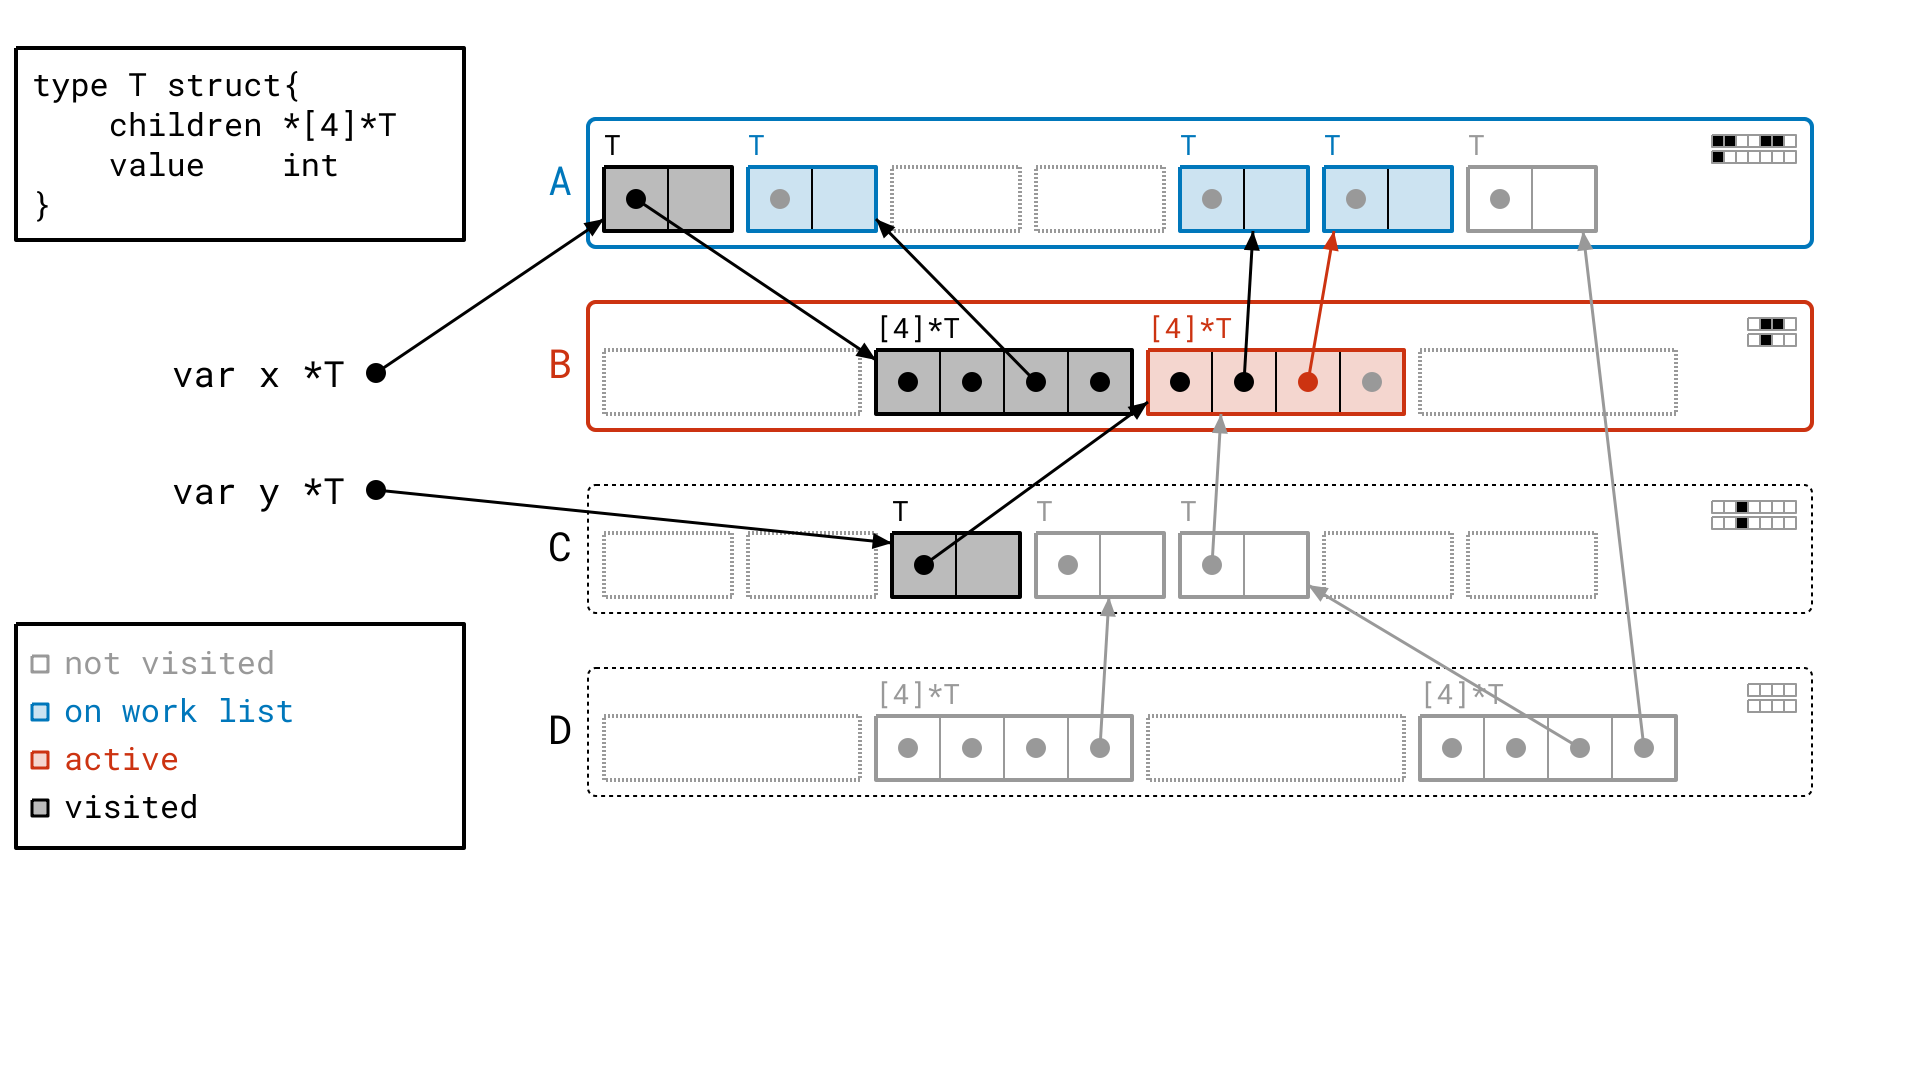 type T struct{
    children *[4]*T
    value    int
}
T T T T T
A
[4]*T [4]*T
B
var x *T
var y *T
T T T
C
not visited
on work list
active
visited
[4]*T [4]*T
D